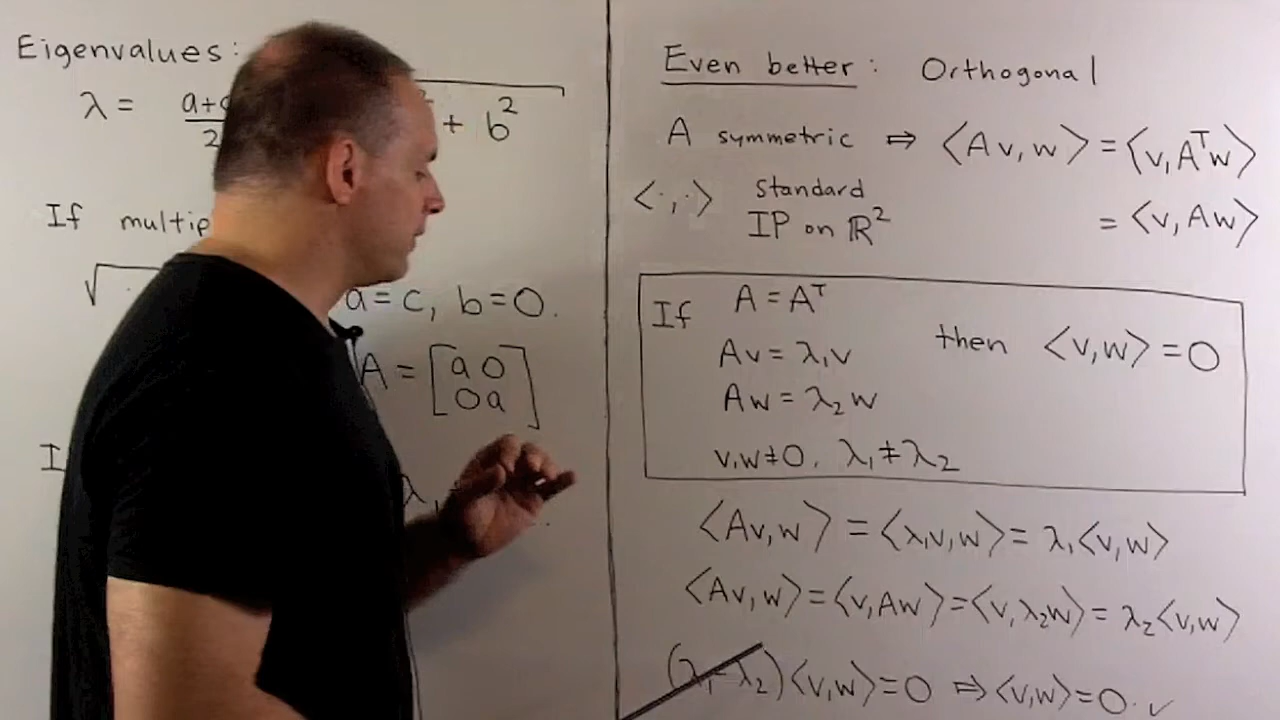 Eigenvalues:
λ = a+c 2 + b²
If multip
√ .
a = c, b = 0.
A = [a 0
0 a]
I
λ₁
Even better: Orthogonal
A symmetric ⇒ ⟨Av, w⟩ = ⟨v, Aᵀw⟩
⟨·,·⟩ standard
IP on ℝ²
= ⟨v, Aw⟩
If A = Aᵀ
Av = λ₁v then ⟨v, w⟩ = 0
Aw = λ₂w
v, w ≠ 0, λ₁ ≠ λ₂
⟨Av, w⟩ = ⟨λ₁v, w⟩ = λ₁⟨v, w⟩
⟨Av, w⟩ = ⟨v, Aw⟩ = ⟨v, λ₂w⟩ = λ₂⟨v, w⟩
(λ₁ - λ₂)⟨v, w⟩ = 0 ⇒ ⟨v, w⟩ = 0. ✓